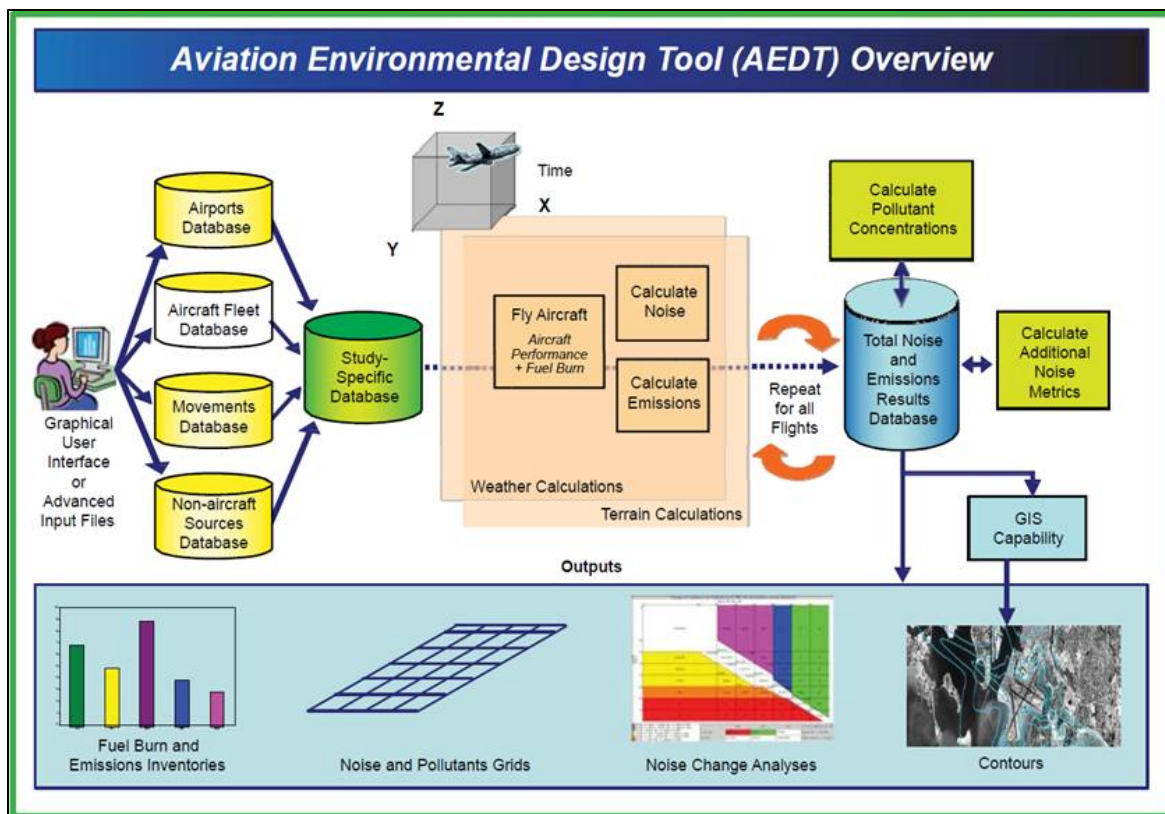 Aviation Environmental Design Tool (AEDT) Overview
Z
Time
X
Y
Airports
Database
Aircraft Fleet
Database
Movements
Database
Non-aircraft
Sources
Database
Graphical
User
Interface
or
Advanced
Input Files
Study-
Specific
Database
Fly Aircraft
Aircraft
Performance
+ Fuel Burn
Calculate
Noise
Calculate
Emissions
Weather Calculations
Terrain Calculations
Repeat
for all
Flights
Calculate
Pollutant
Concentrations
Total Noise
and
Emissions
Results
Database
Calculate
Additional
Noise
Metrics
GIS
Capability
Outputs
Fuel Burn and
Emissions Inventories
Noise and Pollutants Grids
Noise Change Analyses
Contours